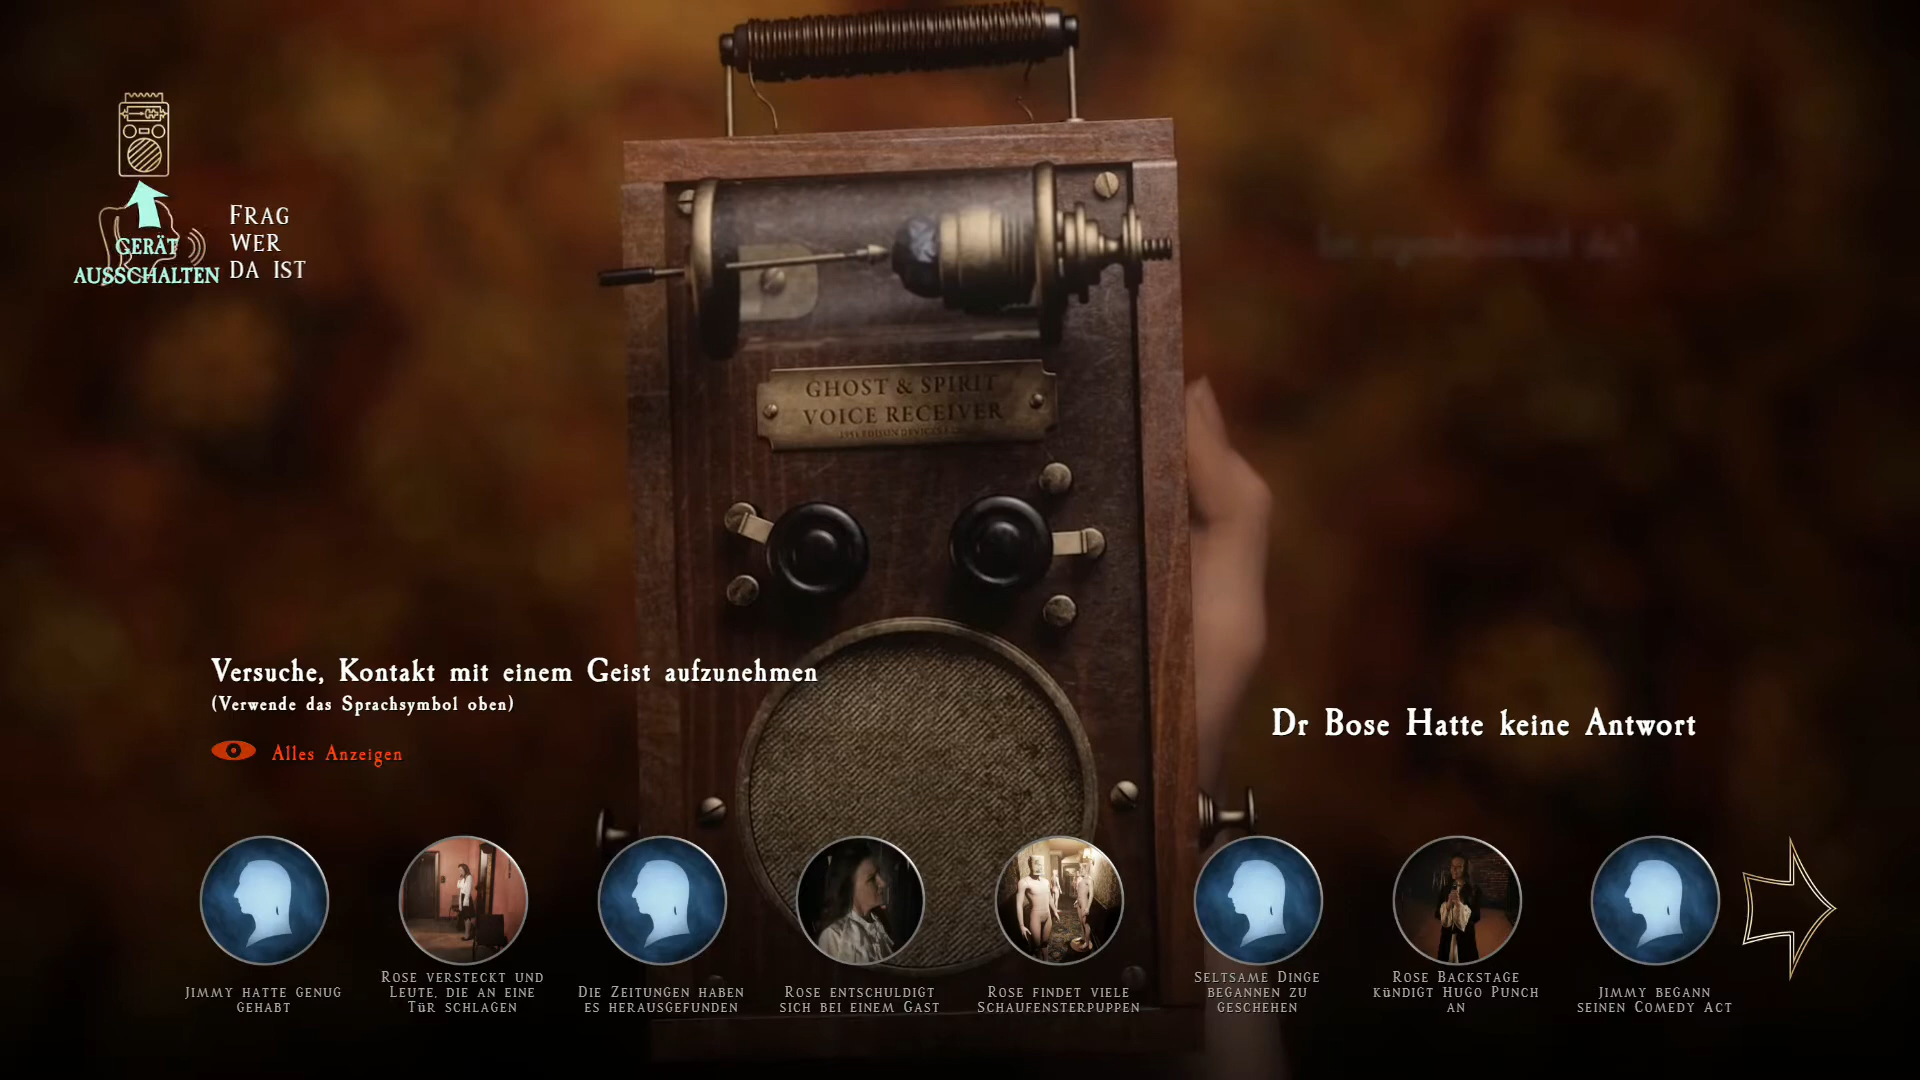 FRAG
WER
DA IST
GERÄT
AUSSCHALTEN
GHOST & SPIRIT
VOICE RECEIVER
Versuche, Kontakt mit einem Geist aufzunehmen
(Verwende das Sprachsymbol oben)
Alles Anzeigen
Dr Bose Hatte keine Antwort
Jimmy hatte genug
gehabt
Rose versteckt und
Leute, die an eine
Tür schlagen
Die Zeitungen haben
es herausgefunden
Rose entschuldigt
sich bei einem Gast
Rose findet viele
Schaufensterpuppen
Seltsame Dinge
begannen zu
geschehen
Rose Backstage
kündigt Hugo Punch
an
Jimmy begann
seinen Comedy Act